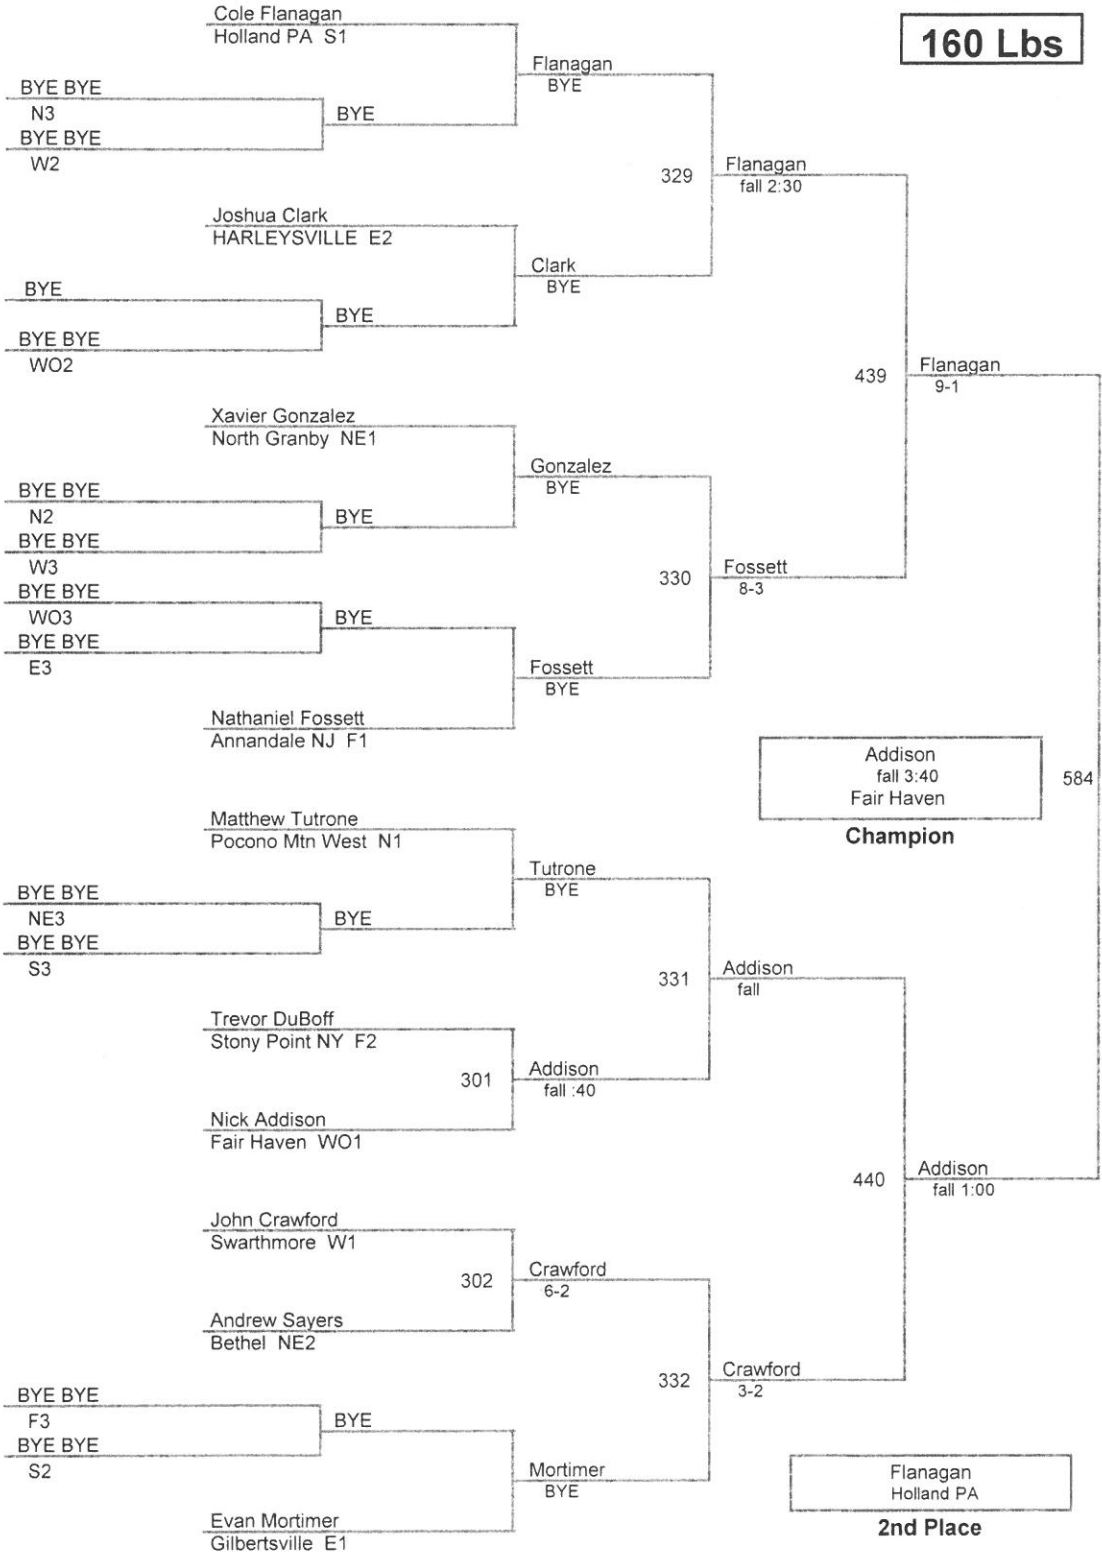 160 Lbs
Cole Flanagan
Holland PA S1
Flanagan
BYE
BYE BYE
N3
BYE
BYE BYE
W2
329
Flanagan
fall 2:30
Joshua Clark
HARLEYSVILLE E2
Clark
BYE
BYE
BYE
BYE BYE
WO2
439
Flanagan
9-1
Xavier Gonzalez
North Granby NE1
Gonzalez
BYE
BYE BYE
N2
BYE
BYE BYE
W3
330
Fossett
8-3
BYE BYE
WO3
BYE
BYE BYE
E3
Fossett
BYE
Nathaniel Fossett
Annandale NJ F1
Addison
fall 3:40
Fair Haven
584
Champion
Matthew Tutrone
Pocono Mtn West N1
Tutrone
BYE
BYE BYE
NE3
BYE
BYE BYE
S3
331
Addison
fall
Trevor DuBoff
Stony Point NY F2
301
Addison
fall :40
Nick Addison
Fair Haven WO1
440
Addison
fall 1:00
John Crawford
Swarthmore W1
302
Crawford
6-2
Andrew Sayers
Bethel NE2
332
Crawford
3-2
BYE BYE
F3
BYE
BYE BYE
S2
Mortimer
BYE
Evan Mortimer
Gilbertsville E1
Flanagan
Holland PA
2nd Place